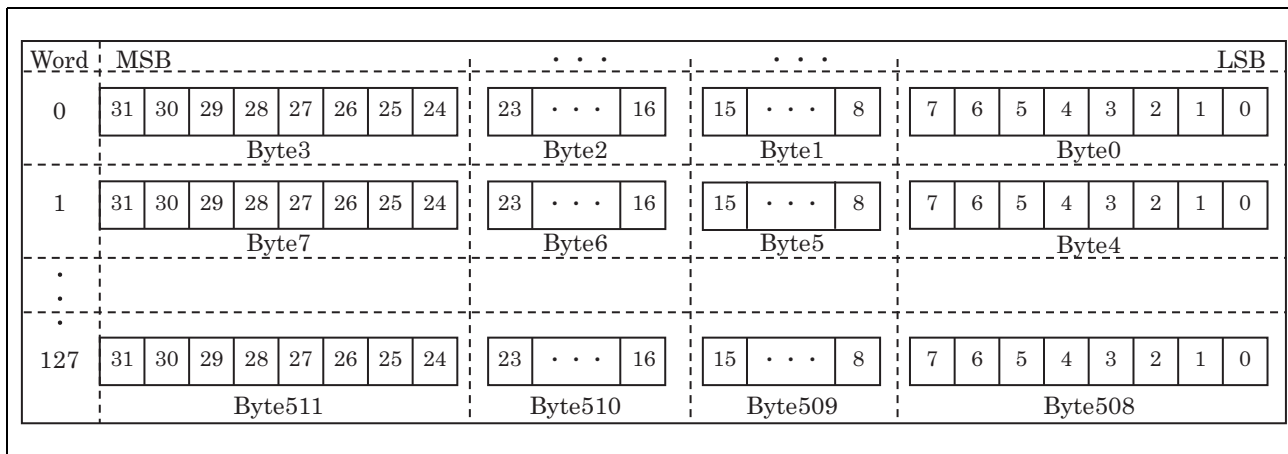 Word MSB · · · · · · LSB
0 31 30 29 28 27 26 25 24 23 · · · 16 15 · · · 8 7 6 5 4 3 2 1 0
Byte3 Byte2 Byte1 Byte0
1 31 30 29 28 27 26 25 24 23 · · · 16 15 · · · 8 7 6 5 4 3 2 1 0
Byte7 Byte6 Byte5 Byte4
·
·
·
127 31 30 29 28 27 26 25 24 23 · · · 16 15 · · · 8 7 6 5 4 3 2 1 0
Byte511 Byte510 Byte509 Byte508